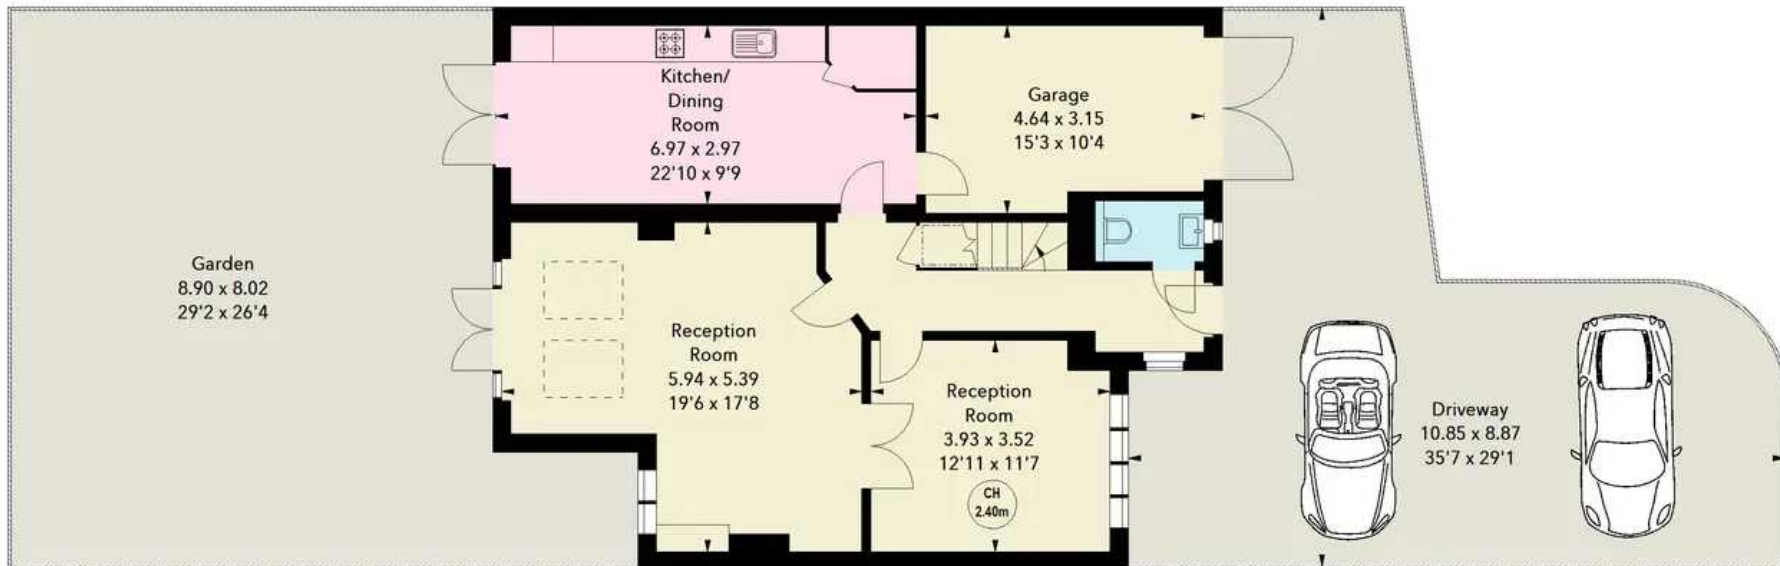 Kitchen/
Dining
Room
6.97 x 2.97
22'10 x 9'9
Garage
4.64 x 3.15
15'3 x 10'4
Garden
8.90 x 8.02
29'2 x 26'4
Reception
Room
5.94 x 5.39
19'6 x 17'8
Reception
Room
3.93 x 3.52
12'11 x 11'7
CH
2.40m
Driveway
10.85 x 8.87
35'7 x 29'1